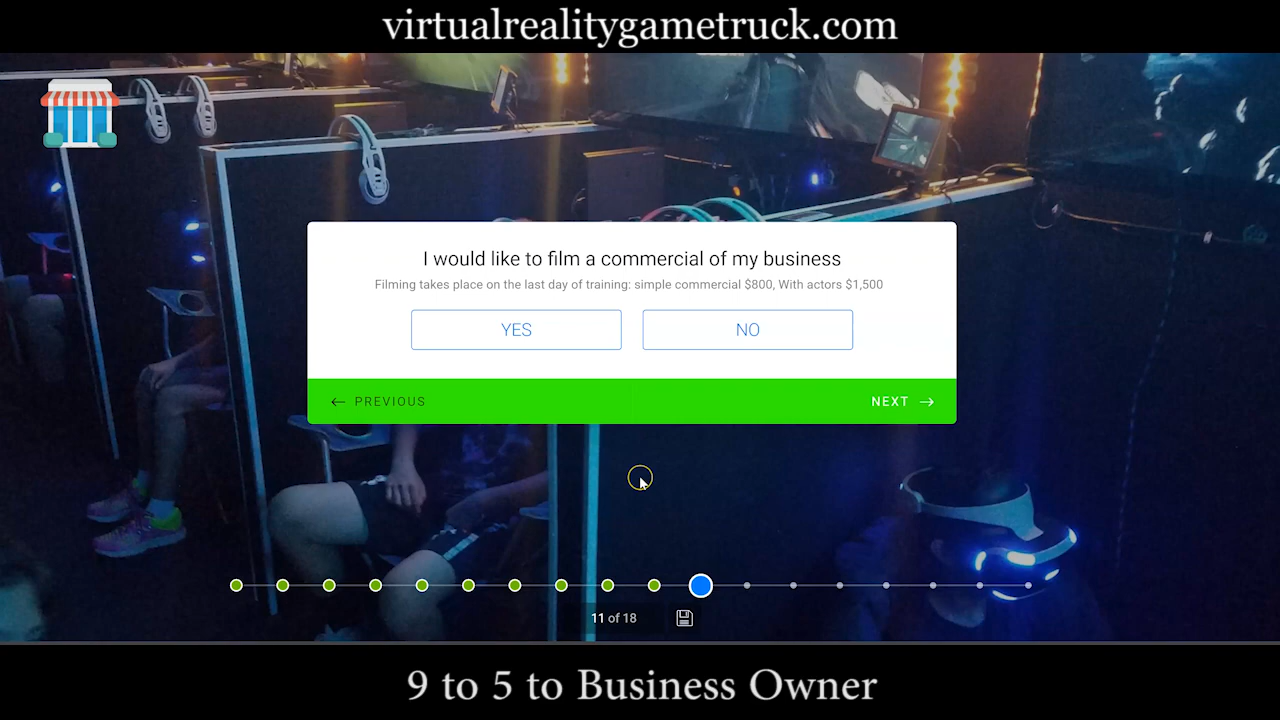 virtualrealitygametruck.com
I would like to film a commercial of my business
Filming takes place on the last day of training: simple commercial $800, With actors $1,500
YES
NO
← PREVIOUS
NEXT →
11 of 18
9 to 5 to Business Owner